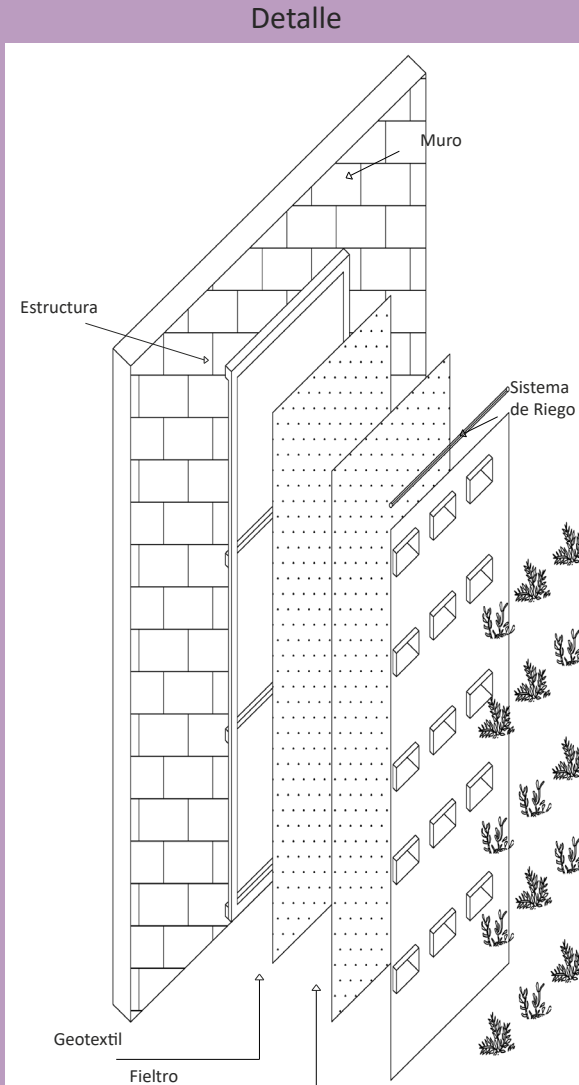 Detalle
Muro
Estructura
Sistema
de Riego
Geotextil
Fieltro